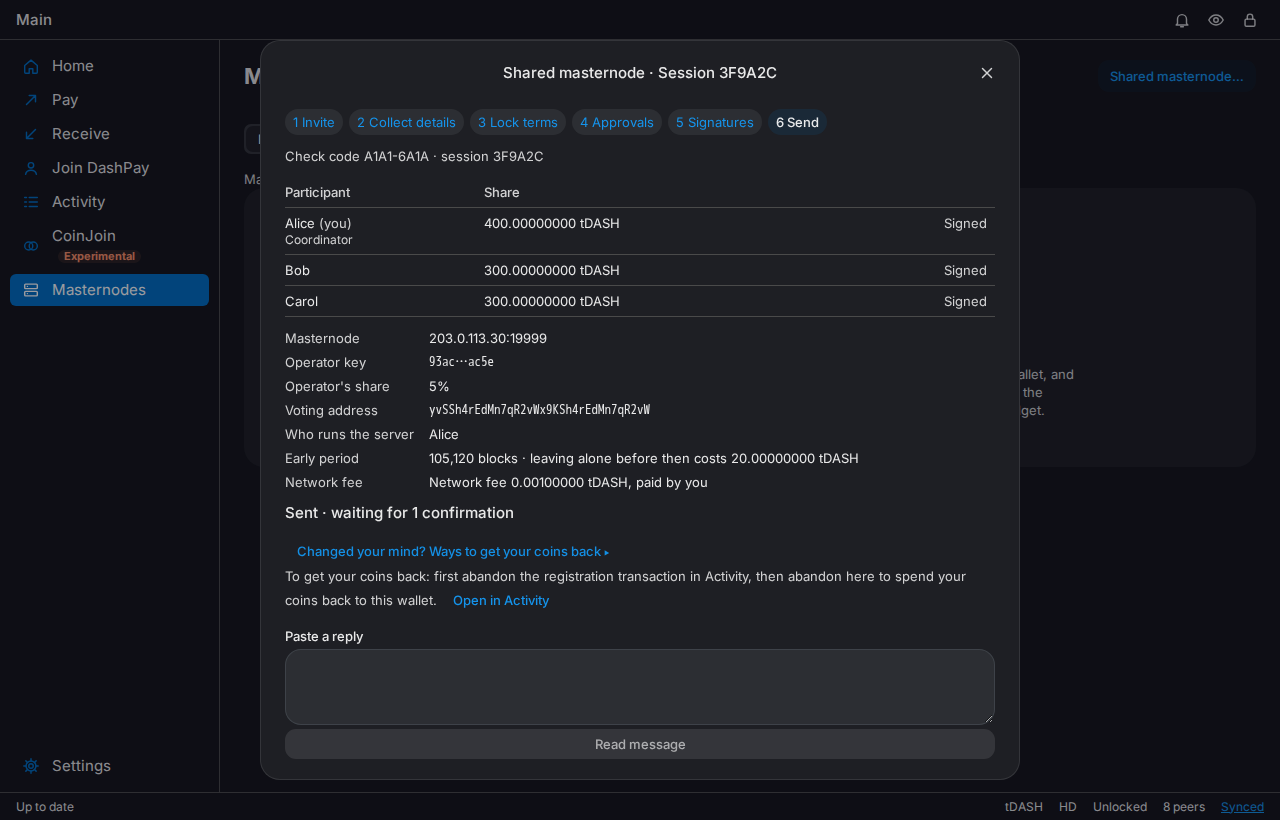 Main
Home
Pay
Receive
Join DashPay
Activity
CoinJoin
Experimental
Masternodes
Settings
Shared masternode...
Shared masternode · Session 3F9A2C
1 Invite
2 Collect details
3 Lock terms
4 Approvals
5 Signatures
6 Send
Check code A1A1-6A1A · session 3F9A2C
Participant Share
Alice (you) 400.00000000 tDASH Signed
Coordinator
Bob 300.00000000 tDASH Signed
Carol 300.00000000 tDASH Signed
Masternode 203.0.113.30:19999
Operator key 93ac···ac5e
Operator's share 5%
Voting address yvSSh4rEdMn7qR2vWx9KSh4rEdMn7qR2vW
Who runs the server Alice
Early period 105,120 blocks · leaving alone before then costs 20.00000000 tDASH
Network fee Network fee 0.00100000 tDASH, paid by you
Sent · waiting for 1 confirmation
Changed your mind? Ways to get your coins back ▸
To get your coins back: first abandon the registration transaction in Activity, then abandon here to spend your
coins back to this wallet. Open in Activity
Paste a reply
Read message
allet, and
the
get.
Up to date
tDASH HD Unlocked 8 peers Synced